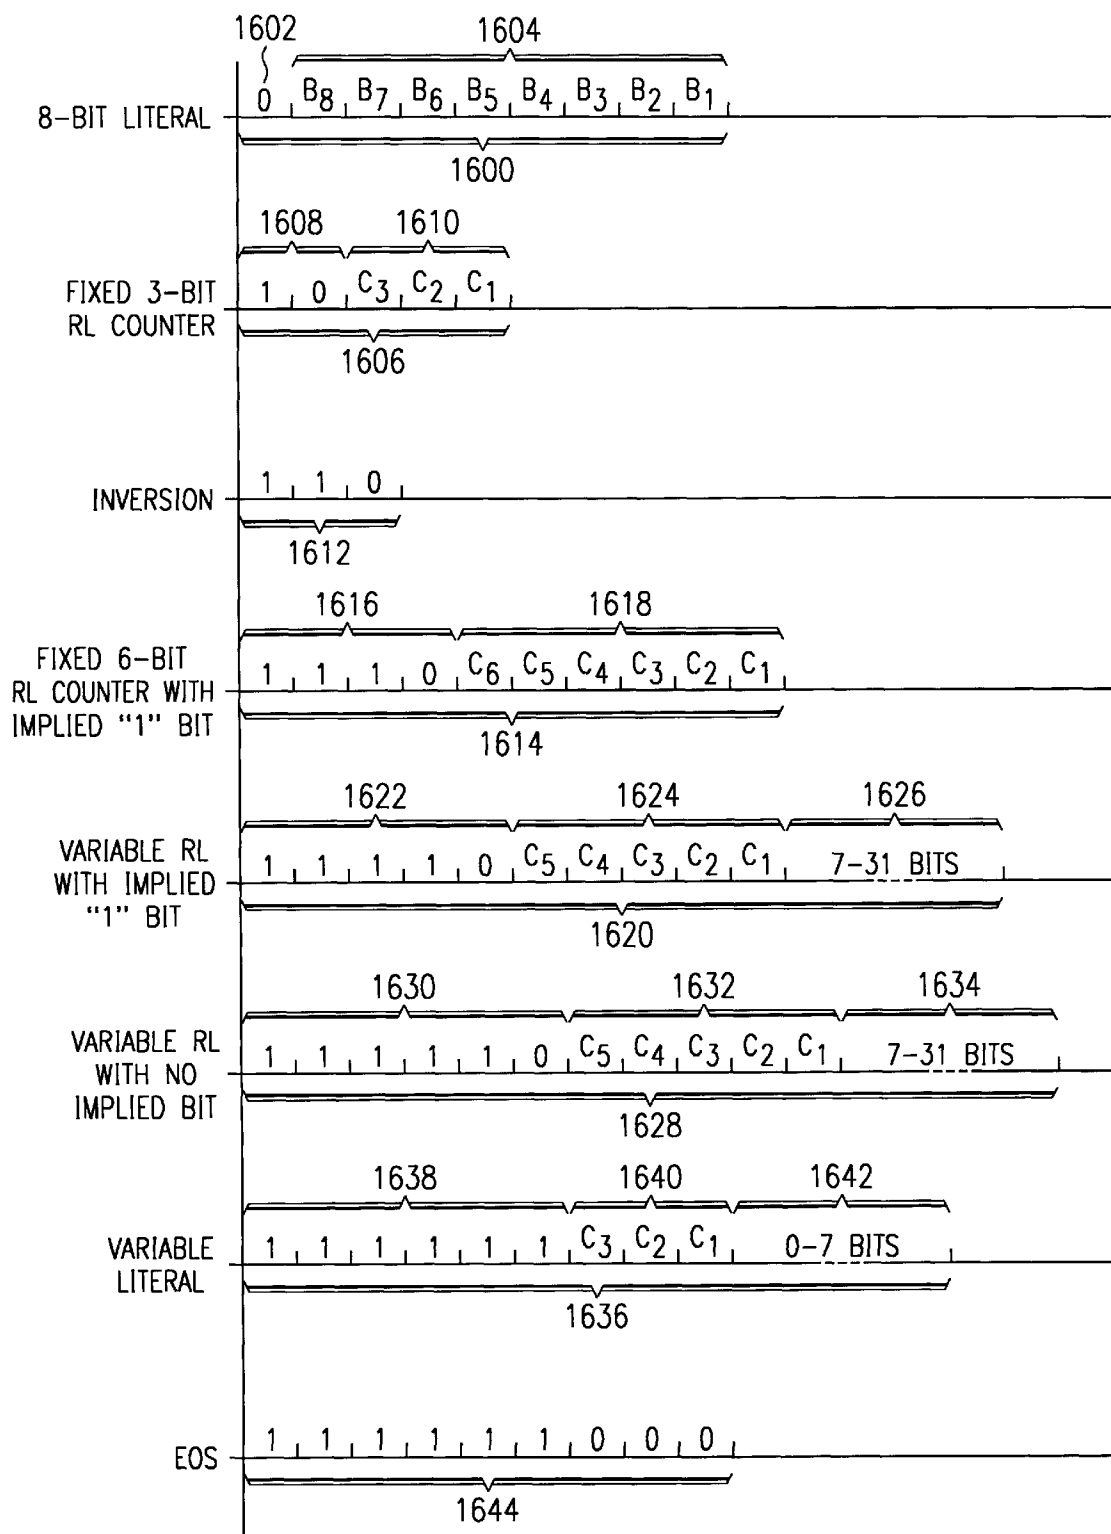 1602
1604
8-BIT LITERAL
0 B8 B7 B6 B5 B4 B3 B2 B1
1600
1608 1610
FIXED 3-BIT
RL COUNTER
1 0 C3 C2 C1
1606
INVERSION
1 1 0
1612
1616 1618
FIXED 6-BIT
RL COUNTER WITH
IMPLIED “1” BIT
1 1 1 0 C6 C5 C4 C3 C2 C1
1614
1622 1624 1626
VARIABLE RL
WITH IMPLIED
“1” BIT
1 1 1 1 0 C5 C4 C3 C2 C1 7-31 BITS
1620
1630 1632 1634
VARIABLE RL
WITH NO
IMPLIED BIT
1 1 1 1 1 0 C5 C4 C3 C2 C1 7-31 BITS
1628
1638 1640 1642
VARIABLE
LITERAL
1 1 1 1 1 1 C3 C2 C1 0-7 BITS
1636
EOS
1 1 1 1 1 1 0 0 0
1644